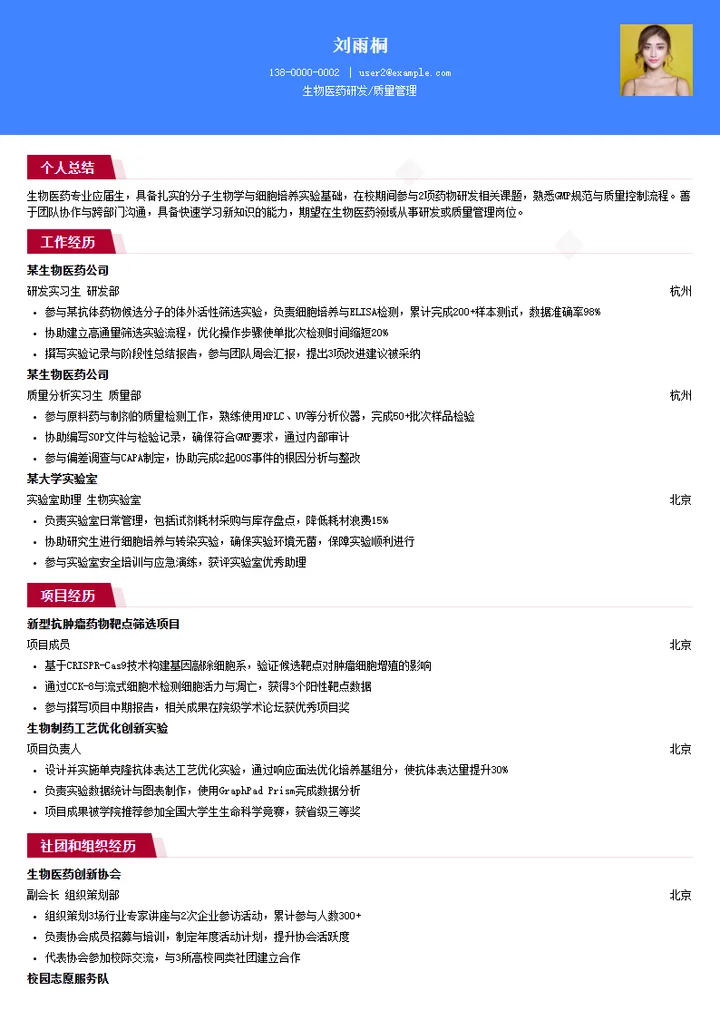 刘雨桐
138-0000-0002 | user2@example.com
生物医药研发/质量管理
个人总结
生物医药专业应届生，具备扎实的分子生物学与细胞培养实验基础，在校期间参与2项药物研发相关课题，熟悉GMP规范与质量控制流程。善
于团队协作与跨部门沟通，具备快速学习新知识的能力，期望在生物医药领域从事研发或质量管理岗位。
工作经历
某生物医药公司
研发实习生 研发部 杭州
• 参与某抗体药物候选分子的体外活性筛选实验，负责细胞培养与ELISA检测，累计完成200+样本测试，数据准确率98%
• 协助建立高通量筛选实验流程，优化操作步骤使单批次检测时间缩短20%
• 撰写实验记录与阶段性总结报告，参与团队周会汇报，提出3项改进建议被采纳
某生物医药公司
质量分析实习生 质量部 杭州
• 参与原料药与制剂的质量检测工作，熟练使用HPLC、UV等分析仪器，完成50+批次样品检验
• 协助编写SOP文件与检验记录，确保符合GMP要求，通过内部审计
• 参与偏差调查与CAPA制定，协助完成2起OOS事件的根因分析与整改
某大学实验室
实验室助理 生物实验室 北京
• 负责实验室日常管理，包括试剂耗材采购与库存盘点，降低耗材浪费15%
• 协助研究生进行细胞培养与转染实验，确保实验环境无菌，保障实验顺利进行
• 参与实验室安全培训与应急演练，获评实验室优秀助理
项目经历
新型抗肿瘤药物靶点筛选项目
项目成员 北京
• 基于CRISPR-Cas9技术构建基因敲除细胞系，验证候选靶点对肿瘤细胞增殖的影响
• 通过CCK-8与流式细胞术检测细胞活力与凋亡，获得3个阳性靶点数据
• 参与撰写项目中期报告，相关成果在院级学术论坛获优秀项目奖
生物制药工艺优化创新实验
项目负责人 北京
• 设计并实施单克隆抗体表达工艺优化实验，通过响应面法优化培养基组分，使抗体表达量提升30%
• 负责实验数据统计与图表制作，使用GraphPad Prism完成数据分析
• 项目成果被学院推荐参加全国大学生生命科学竞赛，获省级三等奖
社团和组织经历
生物医药创新协会
副会长 组织策划部 北京
• 组织策划3场行业专家讲座与2次企业参访活动，累计参与人数300+
• 负责协会成员招募与培训，制定年度活动计划，提升协会活跃度
• 代表协会参加校际交流，与3所高校同类社团建立合作
校园志愿服务队